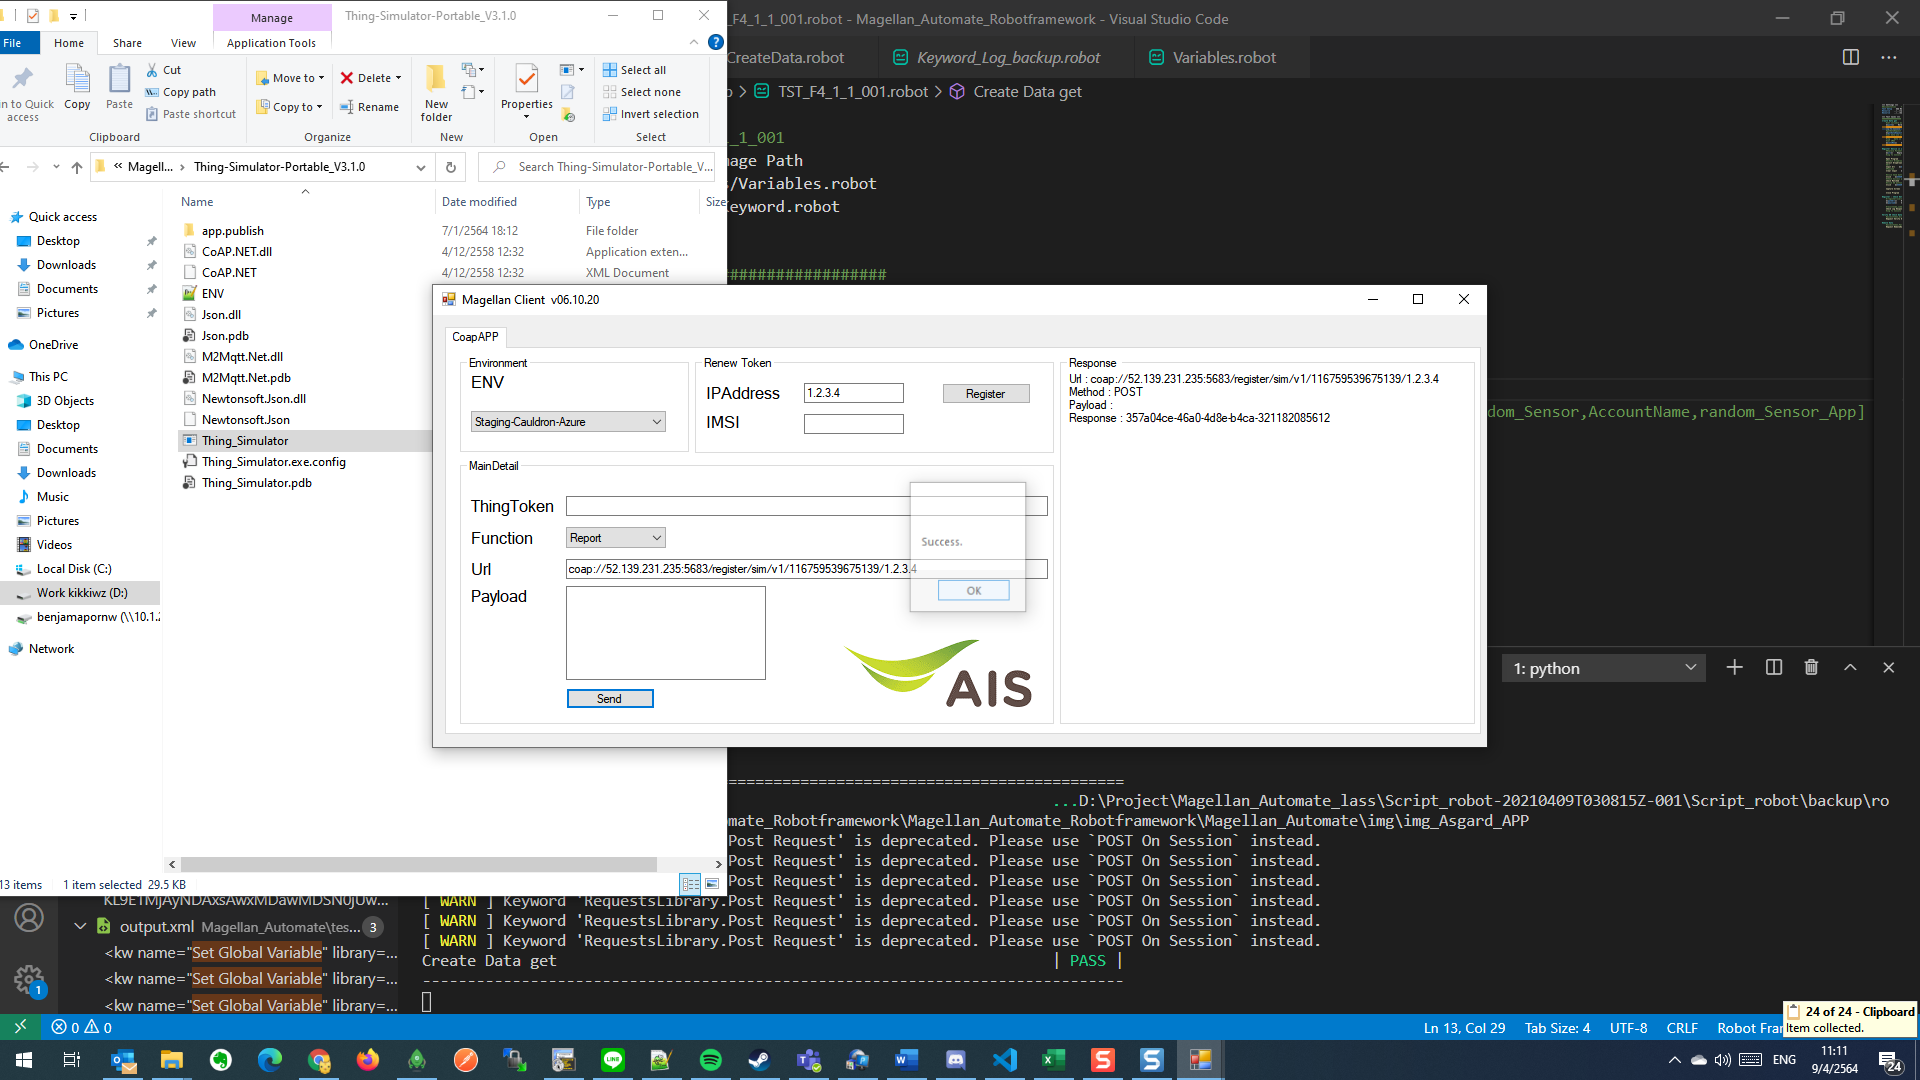 Manage
Thing-Simulator-Portable_V3.1.0
File
Home
Share
View
Application Tools
Copy
Paste
Cut
Copy path
Paste shortcut
Move to
Copy to
Delete
Rename
New folder
Properties
Select all
Select none
Invert selection
in to Quick access
Clipboard
Organize
New
Open
Select
« Magell... › Thing-Simulator-Portable_V3.1.0
Search Thing-Simulator-Portable_V...
Name
Date modified
Type
Size
Quick access
Desktop
Downloads
Documents
Pictures
OneDrive
This PC
3D Objects
Desktop
Documents
Downloads
Music
Pictures
Videos
Local Disk (C:)
Work kikkiwz (D:)
benjamapornw (\\10.1.2
Network
app.publish 7/1/2564 18:12 File folder
CoAP.NET.dll 4/12/2558 12:32 Application exten...
CoAP.NET 4/12/2558 12:32 XML Document
ENV
Json.dll
Json.pdb
M2Mqtt.Net.dll
M2Mqtt.Net.pdb
Newtonsoft.Json.dll
Newtonsoft.Json
Thing_Simulator
Thing_Simulator.exe.config
Thing_Simulator.pdb
13 items 1 item selected 29.5 KB
_F4_1_1_001.robot - Magellan_Automate_Robotframework - Visual Studio Code
CreateData.robot
Keyword_Log_backup.robot
Variables.robot
TST_F4_1_1_001.robot > Create Data get
_1_001
mage Path
s/Variables.robot
Keyword.robot
##################
dom_Sensor,AccountName,random_Sensor_App]
Magellan Client v06.10.20
CoapAPP
Environment
ENV
Staging-Cauldron-Azure
Renew Token
IPAddress 1.2.3.4
Register
IMSI
MainDetail
ThingToken
Function Report
Url coap://52.139.231.235:5683/register/sim/v1/116759539675139/1.2.3.4
Payload
Send
Success.
OK
AIS
Response
Url : coap://52.139.231.235:5683/register/sim/v1/116759539675139/1.2.3.4
Method : POST
Payload :
Response : 357a04ce-46a0-4d8e-b4ca-321182085612
1: python
============================================
...D:\Project\Magellan_Automate_lass\Script_robot-20210409T030815Z-001\Script_robot\backup\ro
omate_Robotframework\Magellan_Automate_Robotframework\Magellan_Automate\img\img_Asgard_APP
Post Request' is deprecated. Please use `POST On Session` instead.
Post Request' is deprecated. Please use `POST On Session` instead.
Post Request' is deprecated. Please use `POST On Session` instead.
[ WARN ] Keyword 'RequestsLibrary.Post Request' is deprecated. Please use `POST On Session` instead.
[ WARN ] Keyword 'RequestsLibrary.Post Request' is deprecated. Please use `POST On Session` instead.
[ WARN ] Keyword 'RequestsLibrary.Post Request' is deprecated. Please use `POST On Session` instead.
Create Data get | PASS |
------------------------------------------------------------------------------
output.xml Magellan_Automate\tes... 3
<kw name="Set Global Variable" library=...
<kw name="Set Global Variable" library=...
<kw name="Set Global Variable" library=...
1
0 0
Ln 13, Col 29
Tab Size: 4
UTF-8
CRLF
Robot Fra
24 of 24 - Clipboard
Item collected.
LINE
ENG
11:11
9/4/2564
24